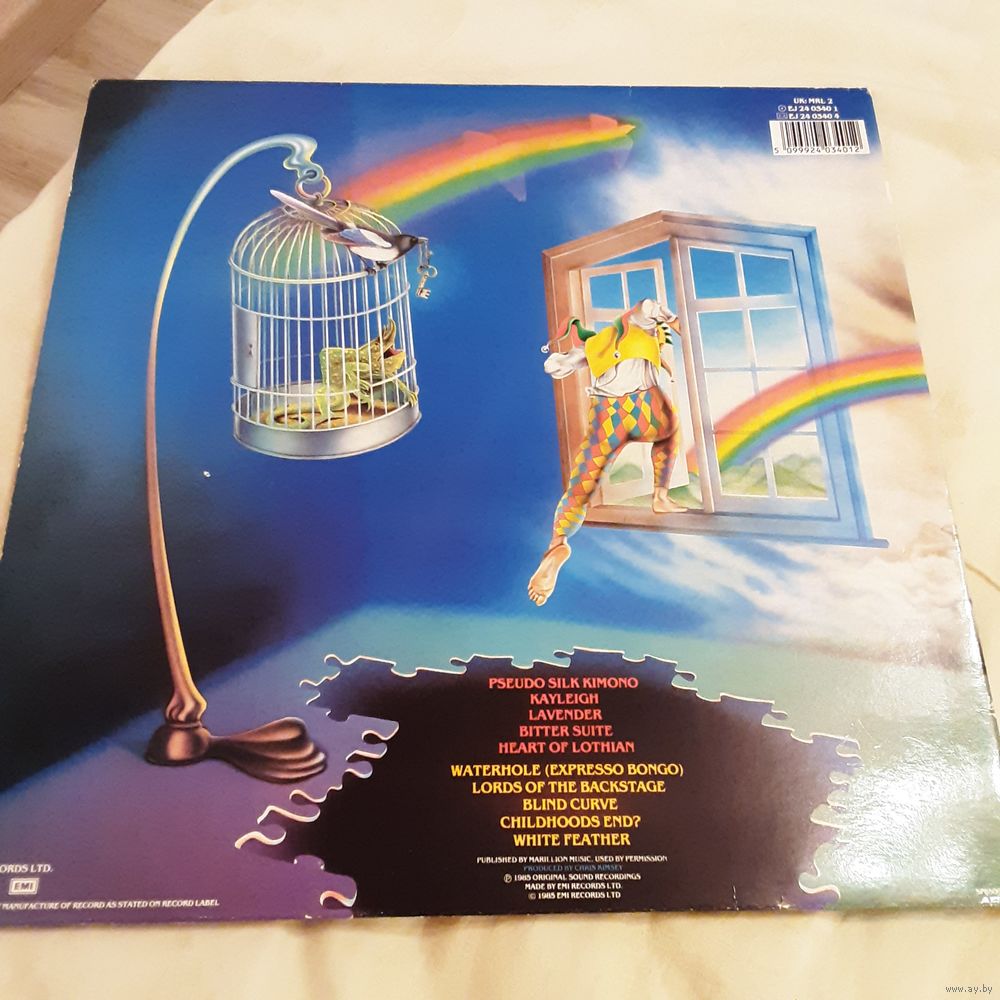 UK: MRL 2
EJ 24 0340 1
EJ 24 0340 4
5 099924 034012
PSEUDO SILK KIMONO
KAYLEIGH
LAVENDER
BITTER SUITE
HEART OF LOTHIAN
WATERHOLE (EXPRESSO BONGO)
LORDS OF THE BACKSTAGE
BLIND CURVE
CHILDHOODS END?
WHITE FEATHER
PUBLISHED BY MARILLION MUSIC. USED BY PERMISSION
PRODUCED BY CHRIS KIMSEY
Ⓟ 1985 ORIGINAL SOUND RECORDINGS
MADE BY EMI RECORDS LTD.
© 1985 EMI RECORDS LTD
ORDS LTD.
EMI
MANUFACTURE OF RECORD AS STATED ON RECORD LABEL
www.ay.by